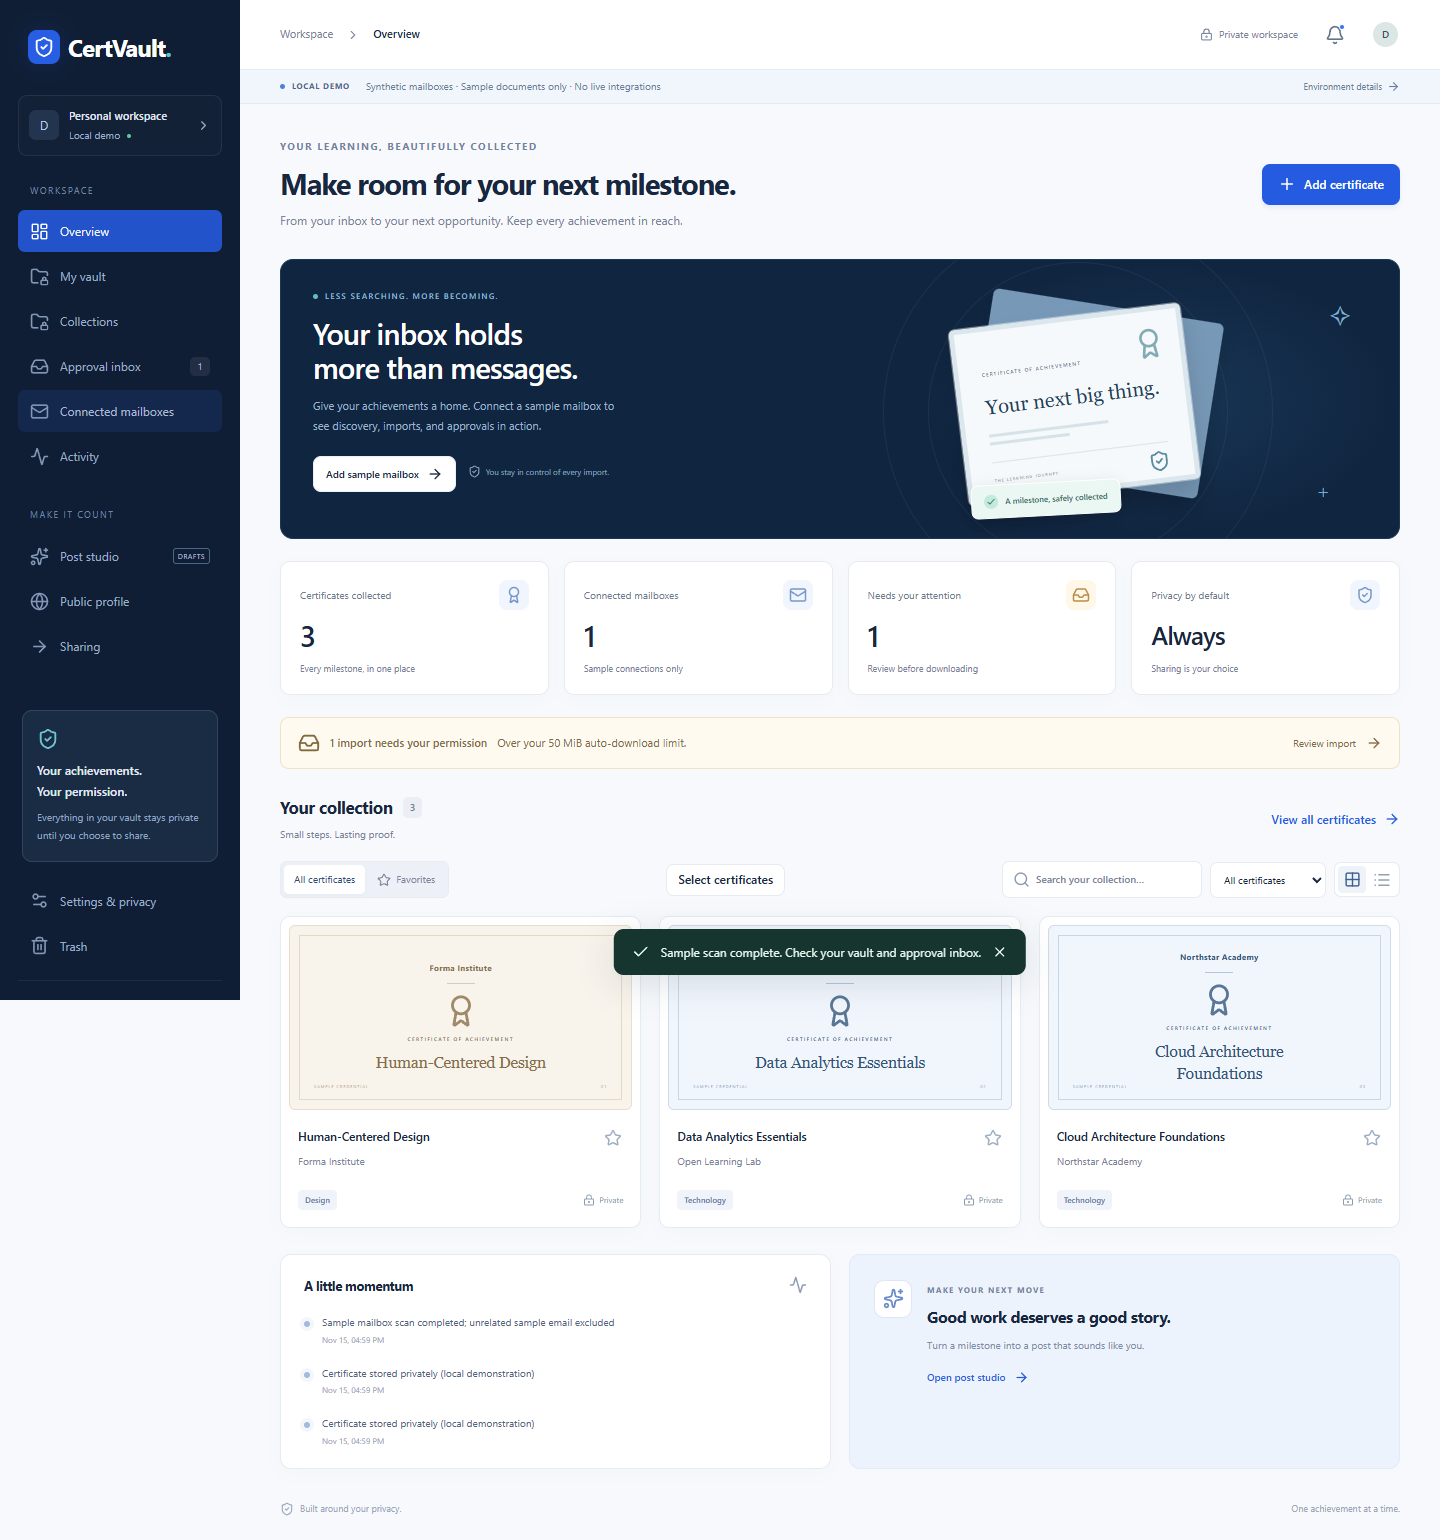 CertVault.
Workspace
Overview
Private workspace
D
LOCAL DEMO Synthetic mailboxes · Sample documents only · No live integrations
Environment details
D
Personal workspace
Local demo
WORKSPACE
Overview
My vault
Collections
Approval inbox 1
Connected mailboxes
Activity
MAKE IT COUNT
Post studio DRAFTS
Public profile
Sharing
Your achievements.
Your permission.
Everything in your vault stays private
until you choose to share.
Settings & privacy
Trash
YOUR LEARNING, BEAUTIFULLY COLLECTED
Make room for your next milestone.
From your inbox to your next opportunity. Keep every achievement in reach.
Add certificate
LESS SEARCHING. MORE BECOMING.
Your inbox holds
more than messages.
Give your achievements a home. Connect a sample mailbox to
see discovery, imports, and approvals in action.
Add sample mailbox
You stay in control of every import.
CERTIFICATE OF ACHIEVEMENT
Your next big thing.
THE LEARNING JOURNEY
A milestone, safely collected
Certificates collected
3
Every milestone, in one place
Connected mailboxes
1
Sample connections only
Needs your attention
1
Review before downloading
Privacy by default
Always
Sharing is your choice
1 import needs your permission Over your 50 MiB auto-download limit.
Review import
Your collection 3
Small steps. Lasting proof.
View all certificates
All certificates
Favorites
Select certificates
Search your collection...
All certificates
Sample scan complete. Check your vault and approval inbox.
Forma Institute
CERTIFICATE OF ACHIEVEMENT
Human-Centered Design
SAMPLE CREDENTIAL
Human-Centered Design
Forma Institute
Design
Private
CERTIFICATE OF ACHIEVEMENT
Data Analytics Essentials
SAMPLE CREDENTIAL
Data Analytics Essentials
Open Learning Lab
Technology
Private
Northstar Academy
CERTIFICATE OF ACHIEVEMENT
Cloud Architecture
Foundations
SAMPLE CREDENTIAL
Cloud Architecture Foundations
Northstar Academy
Technology
Private
A little momentum
Sample mailbox scan completed; unrelated sample email excluded
Nov 15, 04:59 PM
Certificate stored privately (local demonstration)
Nov 15, 04:59 PM
Certificate stored privately (local demonstration)
Nov 15, 04:59 PM
MAKE YOUR NEXT MOVE
Good work deserves a good story.
Turn a milestone into a post that sounds like you.
Open post studio
Built around your privacy.
One achievement at a time.